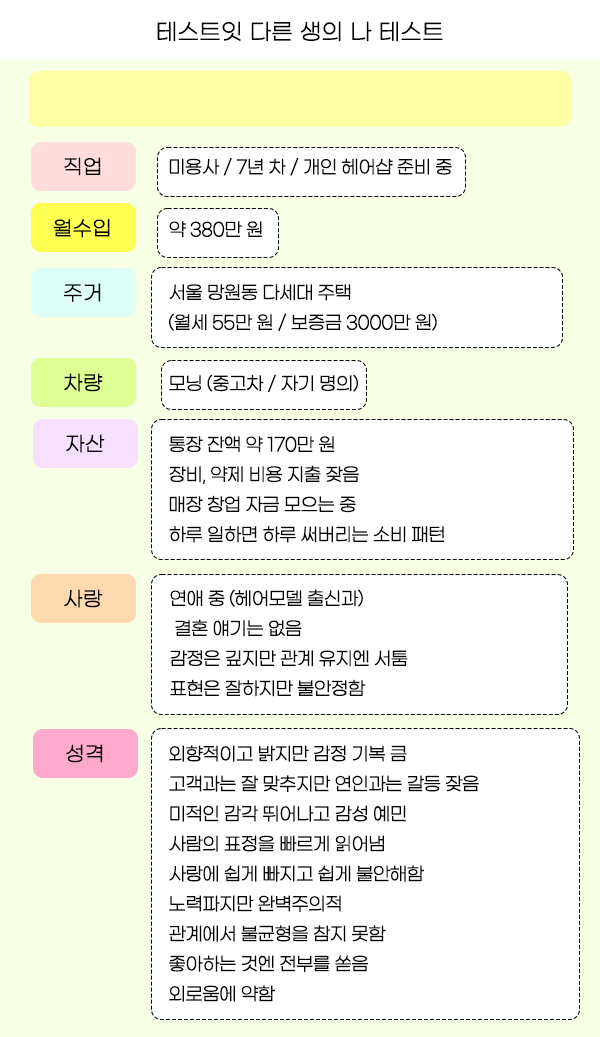 테스트잇 다른 생의 나 테스트
직업
미용사 / 7년 차 / 개인 헤어샵 준비 중
월수입
약 380만 원
주거
서울 망원동 다세대 주택
(월세 55만 원 / 보증금 3000만 원)
차량
모닝 (중고차 / 자기 명의)
자산
통장 잔액 약 170만 원
장비, 약제 비용 지출 잦음
매장 창업 자금 모으는 중
하루 일하면 하루 써버리는 소비 패턴
사랑
연애 중 (헤어모델 출신과)
결혼 얘기는 없음
감정은 깊지만 관계 유지엔 서툼
표현은 잘하지만 불안정함
성격
외향적이고 밝지만 감정 기복 큼
고객과는 잘 맞추지만 연인과는 갈등 잦음
미적인 감각 뛰어나고 감성 예민
사람의 표정을 빠르게 읽어냄
사랑에 쉽게 빠지고 쉽게 불안해함
노력파지만 완벽주의적
관계에서 불균형을 참지 못함
좋아하는 것엔 전부를 쏟음
외로움에 약함